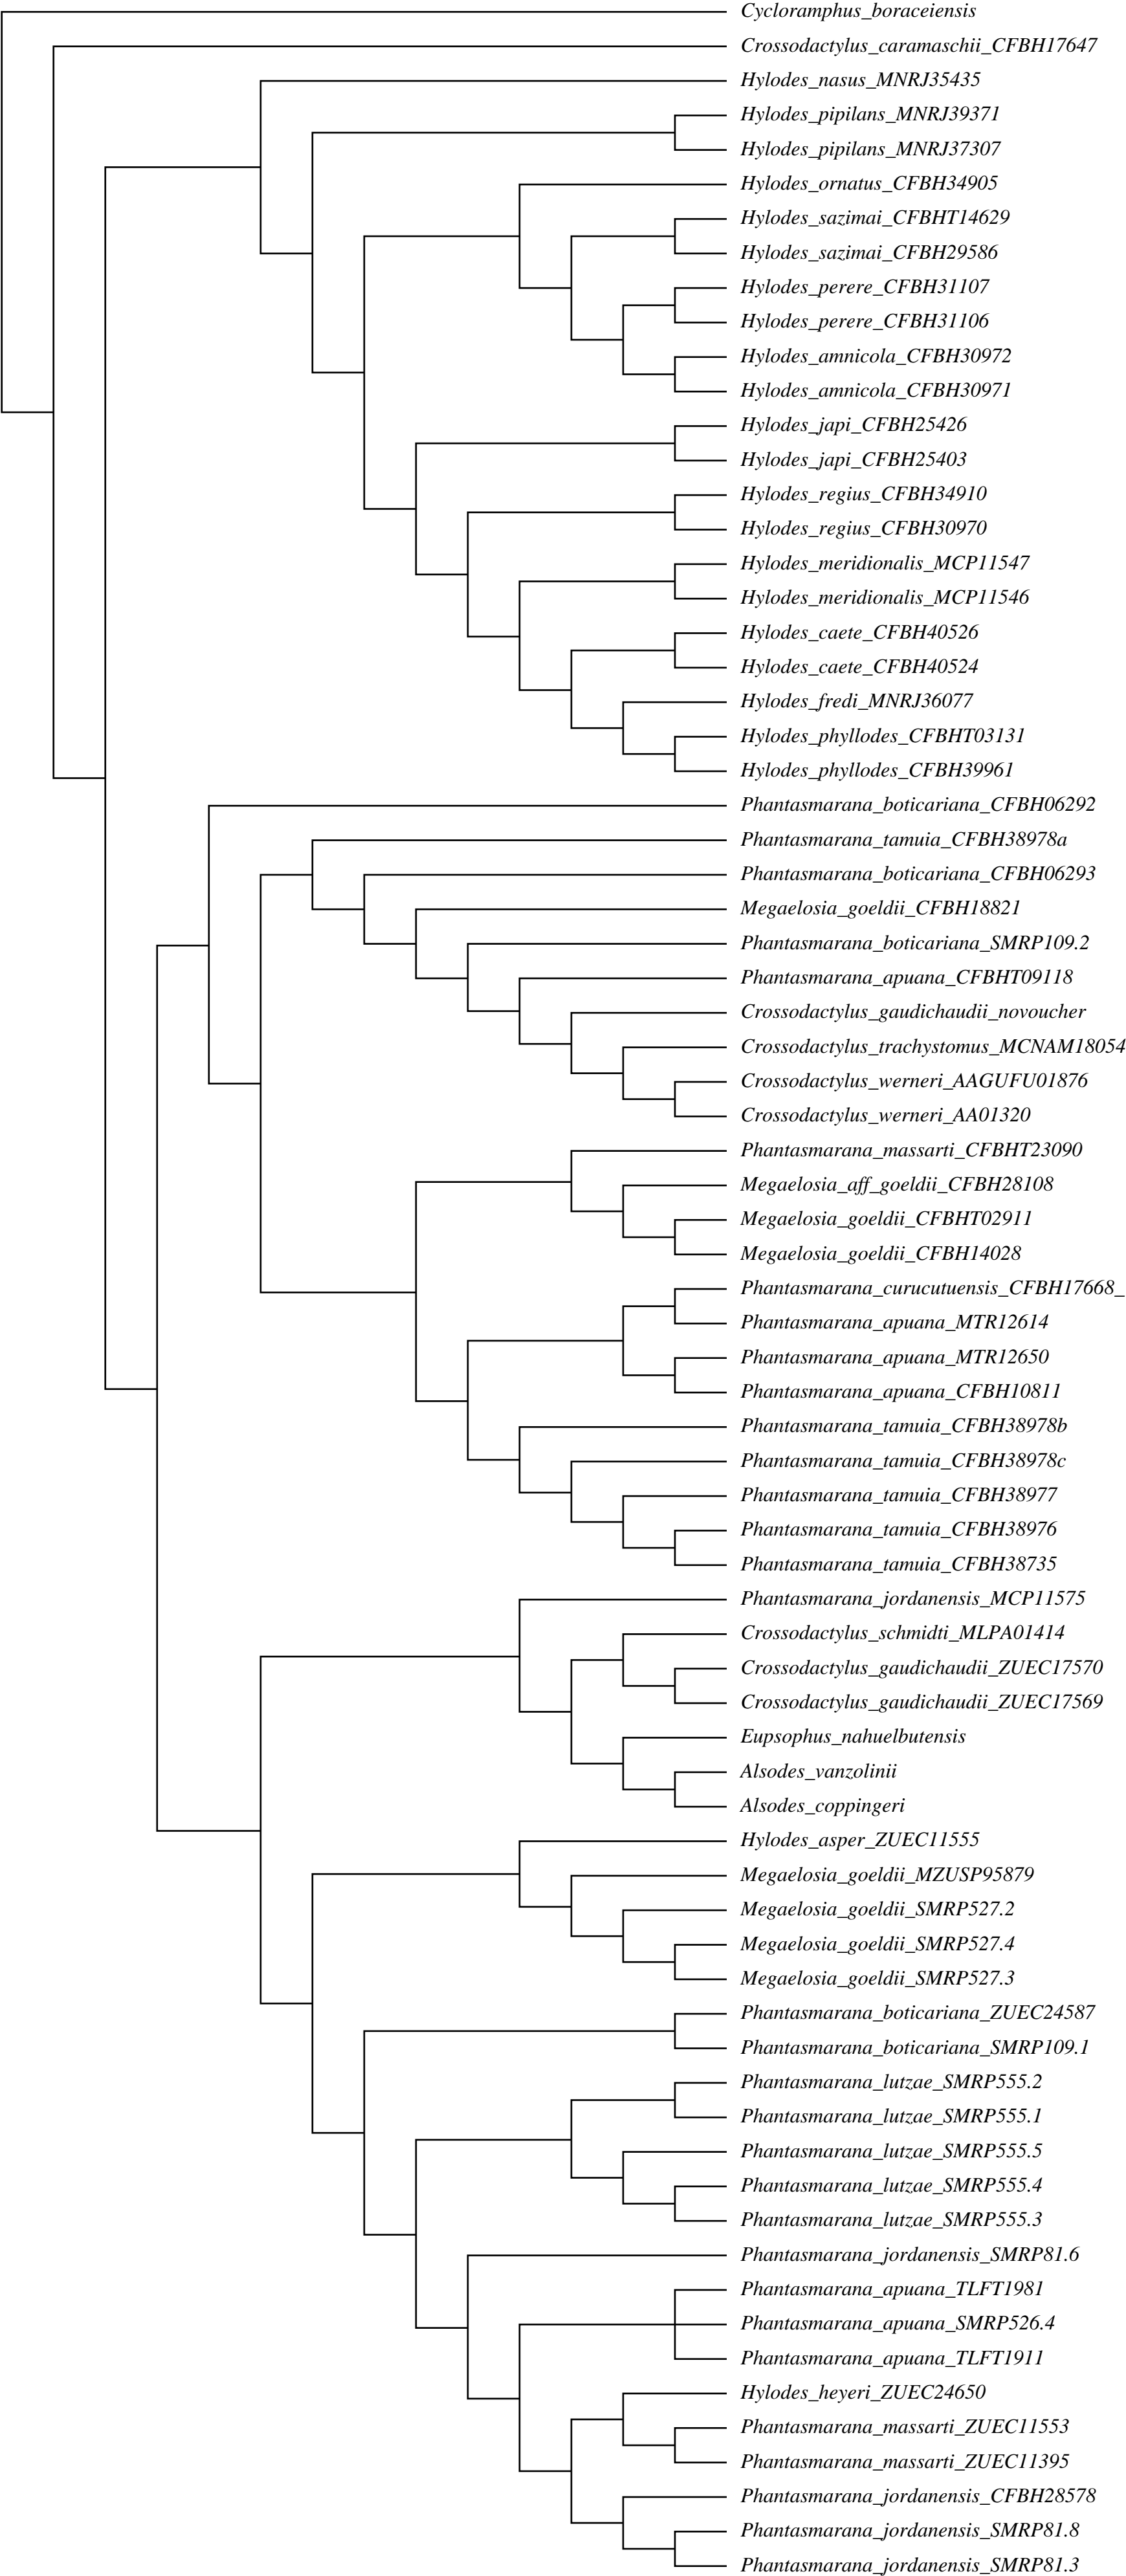 Cycloramphus_boraceiensis
Crossodactylus_caramaschii_CFBH17647
Hylodes_nasus_MNRJ35435
Hylodes_pipilans_MNRJ39371
Hylodes_pipilans_MNRJ37307
Hylodes_ornatus_CFBH34905
Hylodes_sazimai_CFBHT14629
Hylodes_sazimai_CFBH29586
Hylodes_perere_CFBH31107
Hylodes_perere_CFBH31106
Hylodes_amnicola_CFBH30972
Hylodes_amnicola_CFBH30971
Hylodes_japi_CFBH25426
Hylodes_japi_CFBH25403
Hylodes_regius_CFBH34910
Hylodes_regius_CFBH30970
Hylodes_meridionalis_MCP11547
Hylodes_meridionalis_MCP11546
Hylodes_caete_CFBH40526
Hylodes_caete_CFBH40524
Hylodes_fredi_MNRJ36077
Hylodes_phyllodes_CFBHT03131
Hylodes_phyllodes_CFBH39961
Phantasmarana_boticariana_CFBH06292
Phantasmarana_tamuia_CFBH38978a
Phantasmarana_boticariana_CFBH06293
Megaelosia_goeldii_CFBH18821
Phantasmarana_boticariana_SMRP109.2
Phantasmarana_apuana_CFBHT09118
Crossodactylus_gaudichaudii_novoucher
Crossodactylus_trachystomus_MCNAM18054
Crossodactylus_werneri_AAGUFU01876
Crossodactylus_werneri_AA01320
Phantasmarana_massarti_CFBHT23090
Megaelosia_aff_goeldii_CFBH28108
Megaelosia_goeldii_CFBHT02911
Megaelosia_goeldii_CFBH14028
Phantasmarana_curucutuensis_CFBH17668_
Phantasmarana_apuana_MTR12614
Phantasmarana_apuana_MTR12650
Phantasmarana_apuana_CFBH10811
Phantasmarana_tamuia_CFBH38978b
Phantasmarana_tamuia_CFBH38978c
Phantasmarana_tamuia_CFBH38977
Phantasmarana_tamuia_CFBH38976
Phantasmarana_tamuia_CFBH38735
Phantasmarana_jordanensis_MCP11575
Crossodactylus_schmidti_MLPA01414
Crossodactylus_gaudichaudii_ZUEC17570
Crossodactylus_gaudichaudii_ZUEC17569
Eupsophus_nahuelbutensis
Alsodes_vanzolinii
Alsodes_coppingeri
Hylodes_asper_ZUEC11555
Megaelosia_goeldii_MZUSP95879
Megaelosia_goeldii_SMRP527.2
Megaelosia_goeldii_SMRP527.4
Megaelosia_goeldii_SMRP527.3
Phantasmarana_boticariana_ZUEC24587
Phantasmarana_boticariana_SMRP109.1
Phantasmarana_lutzae_SMRP555.2
Phantasmarana_lutzae_SMRP555.1
Phantasmarana_lutzae_SMRP555.5
Phantasmarana_lutzae_SMRP555.4
Phantasmarana_lutzae_SMRP555.3
Phantasmarana_jordanensis_SMRP81.6
Phantasmarana_apuana_TLFT1981
Phantasmarana_apuana_SMRP526.4
Phantasmarana_apuana_TLFT1911
Hylodes_heyeri_ZUEC24650
Phantasmarana_massarti_ZUEC11553
Phantasmarana_massarti_ZUEC11395
Phantasmarana_jordanensis_CFBH28578
Phantasmarana_jordanensis_SMRP81.8
Phantasmarana_jordanensis_SMRP81.3